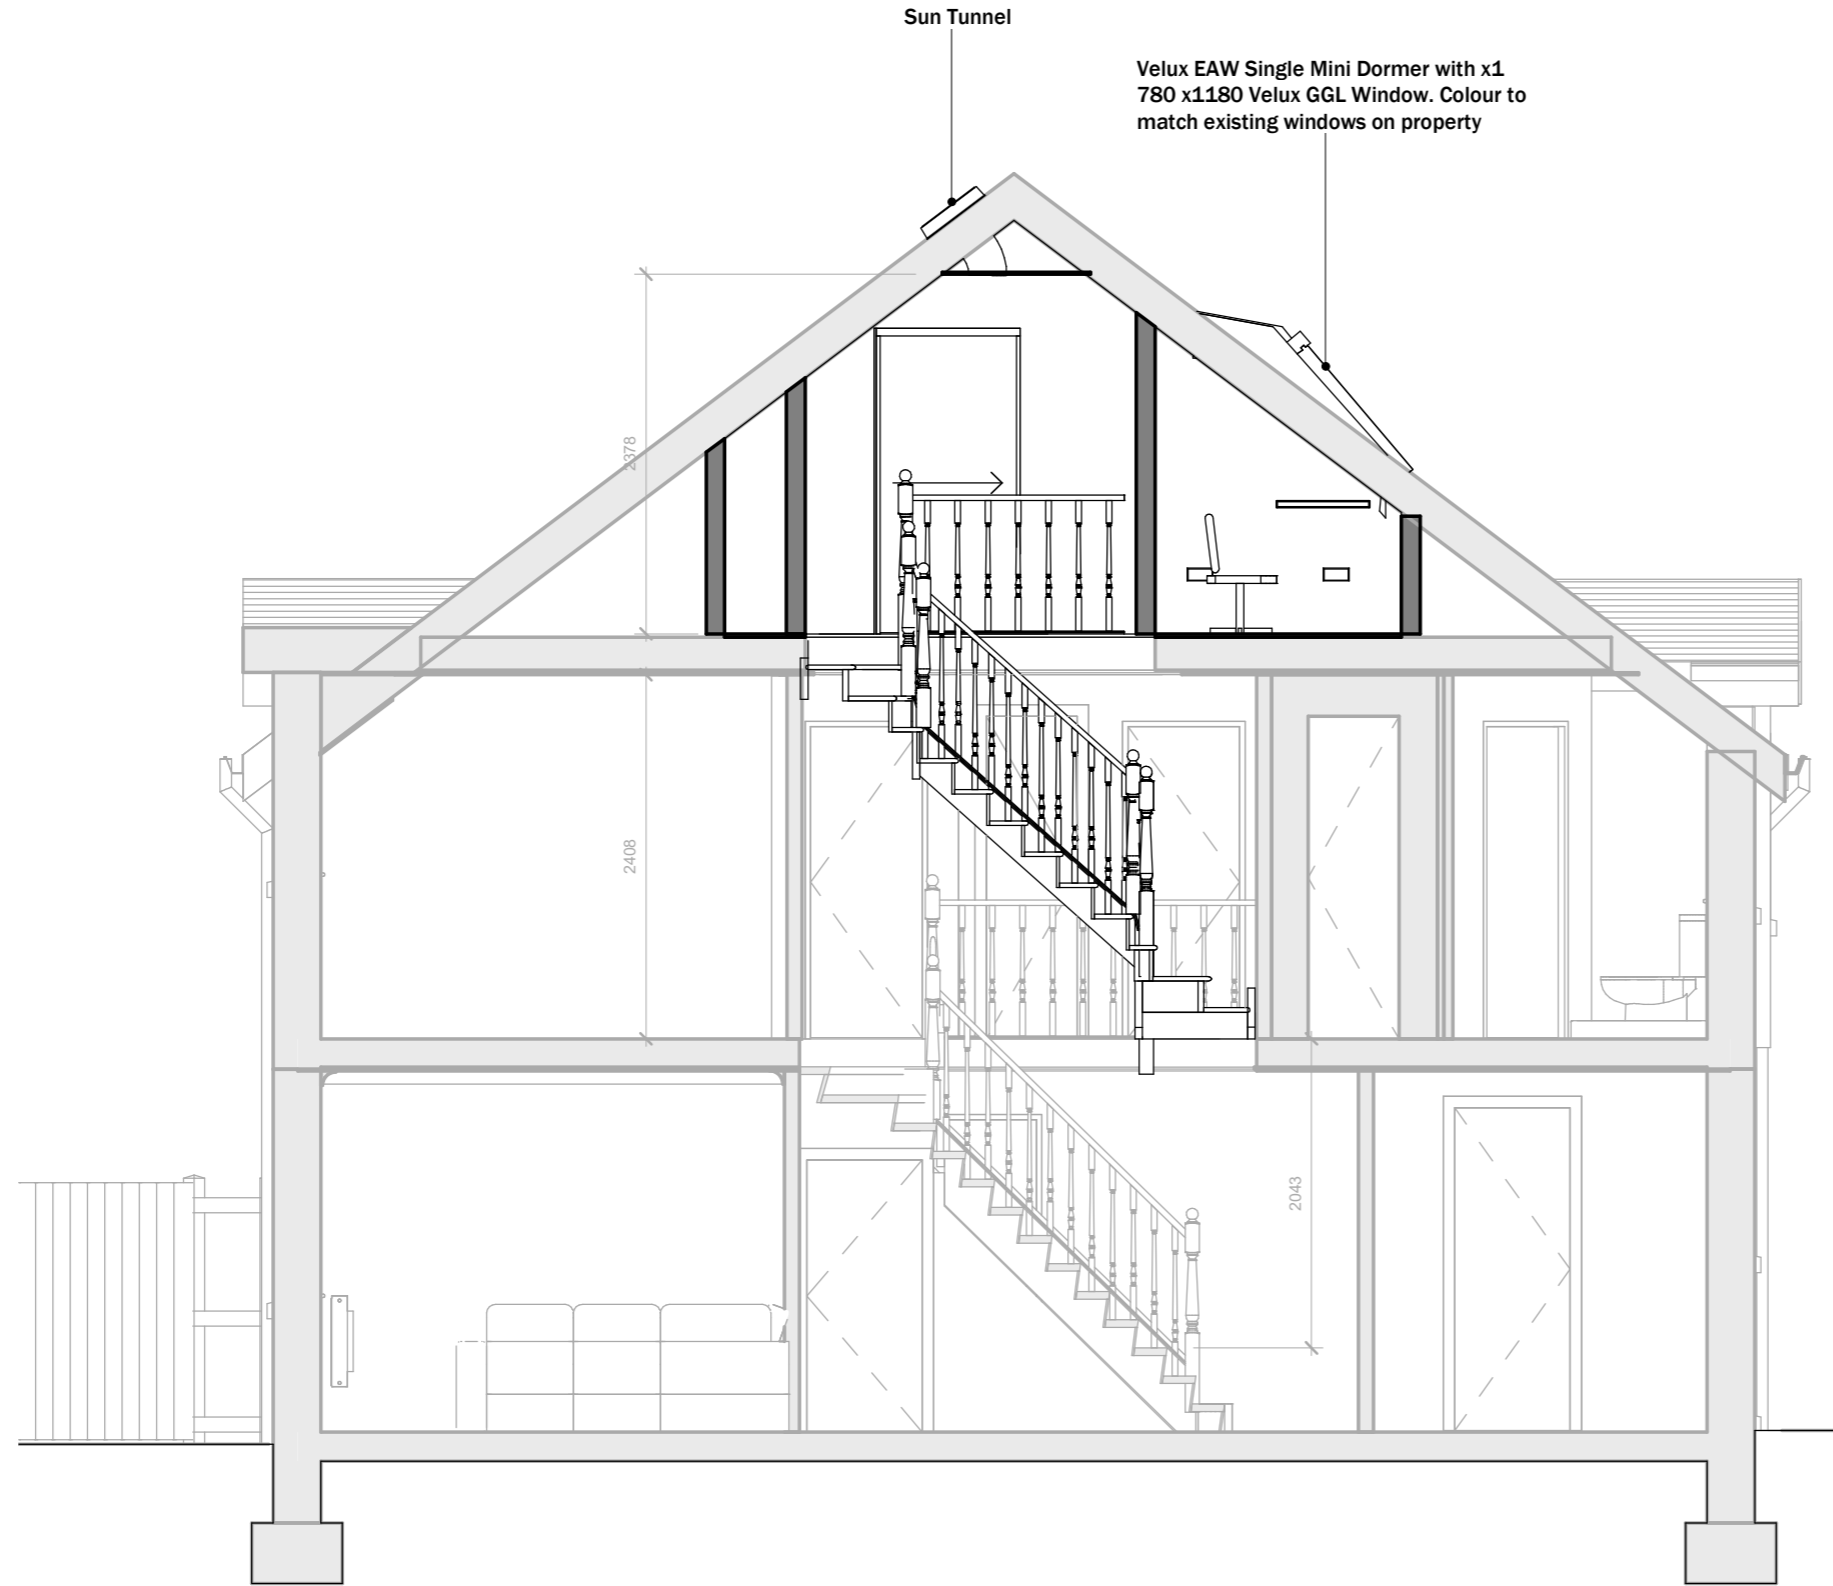 Sun Tunnel
Velux EAW Single Mini Dormer with x1
780 x1180 Velux GGL Window. Colour to
match existing windows on property
2378
2408
2043